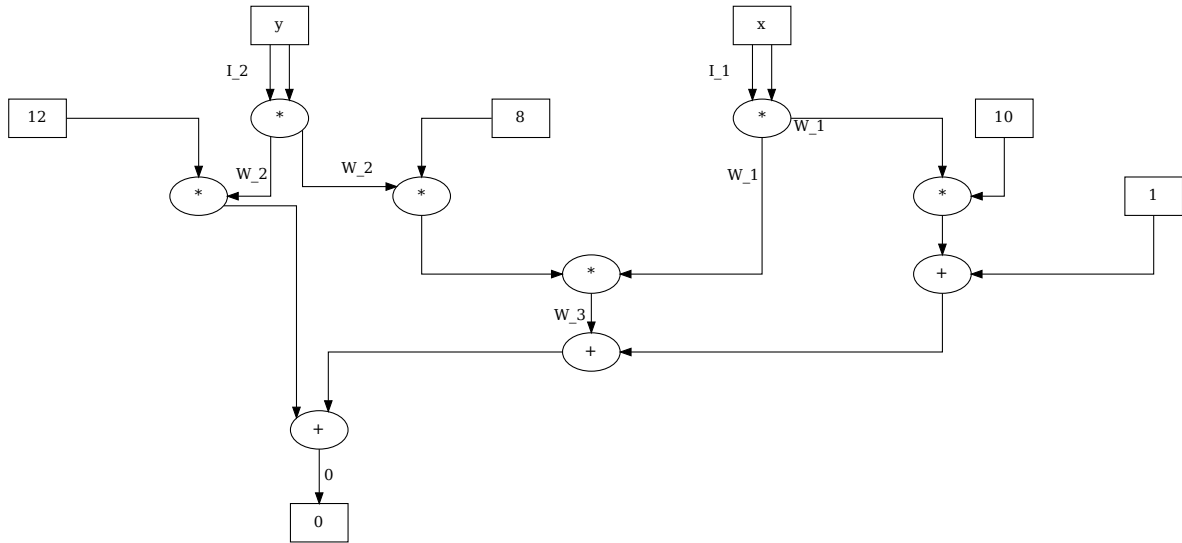 y x
I_2 I_1
12 * 8 * W_1 10
W_2 W_2 W_1
* * * 1
* +
W_3
+
+
0
0